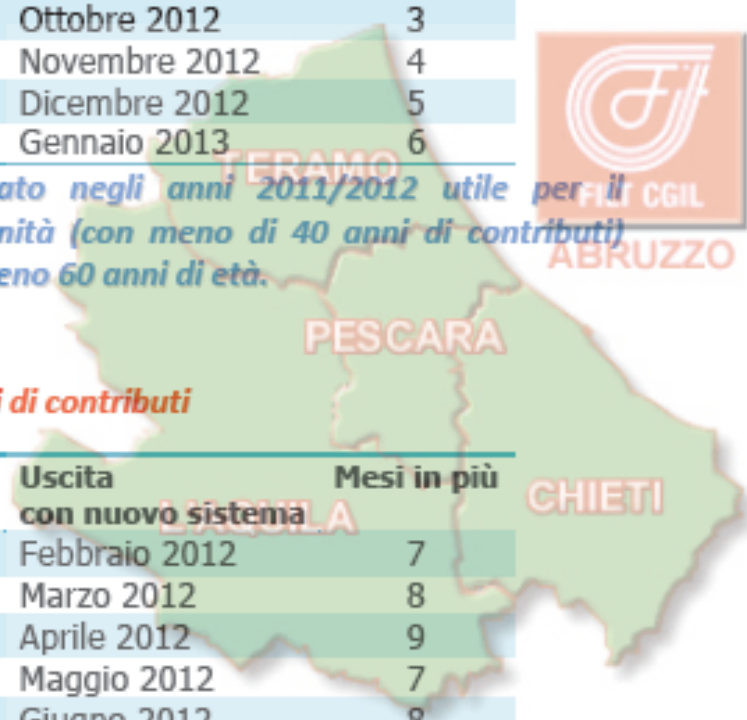 Ottobre 2012 3
Novembre 2012 4
Dicembre 2012 5
Gennaio 2013 6
TERAMO
ato negli anni 2011/2012 utile per il
FILT CGIL
nità (con meno di 40 anni di contributi)
ABRUZZO
eno 60 anni di età.
PESCARA
i di contributi
Uscita Mesi in più
con nuovo sistema
L'AQUILA
CHIETI
Febbraio 2012 7
Marzo 2012 8
Aprile 2012 9
Maggio 2012 7
Giugno 2012 8